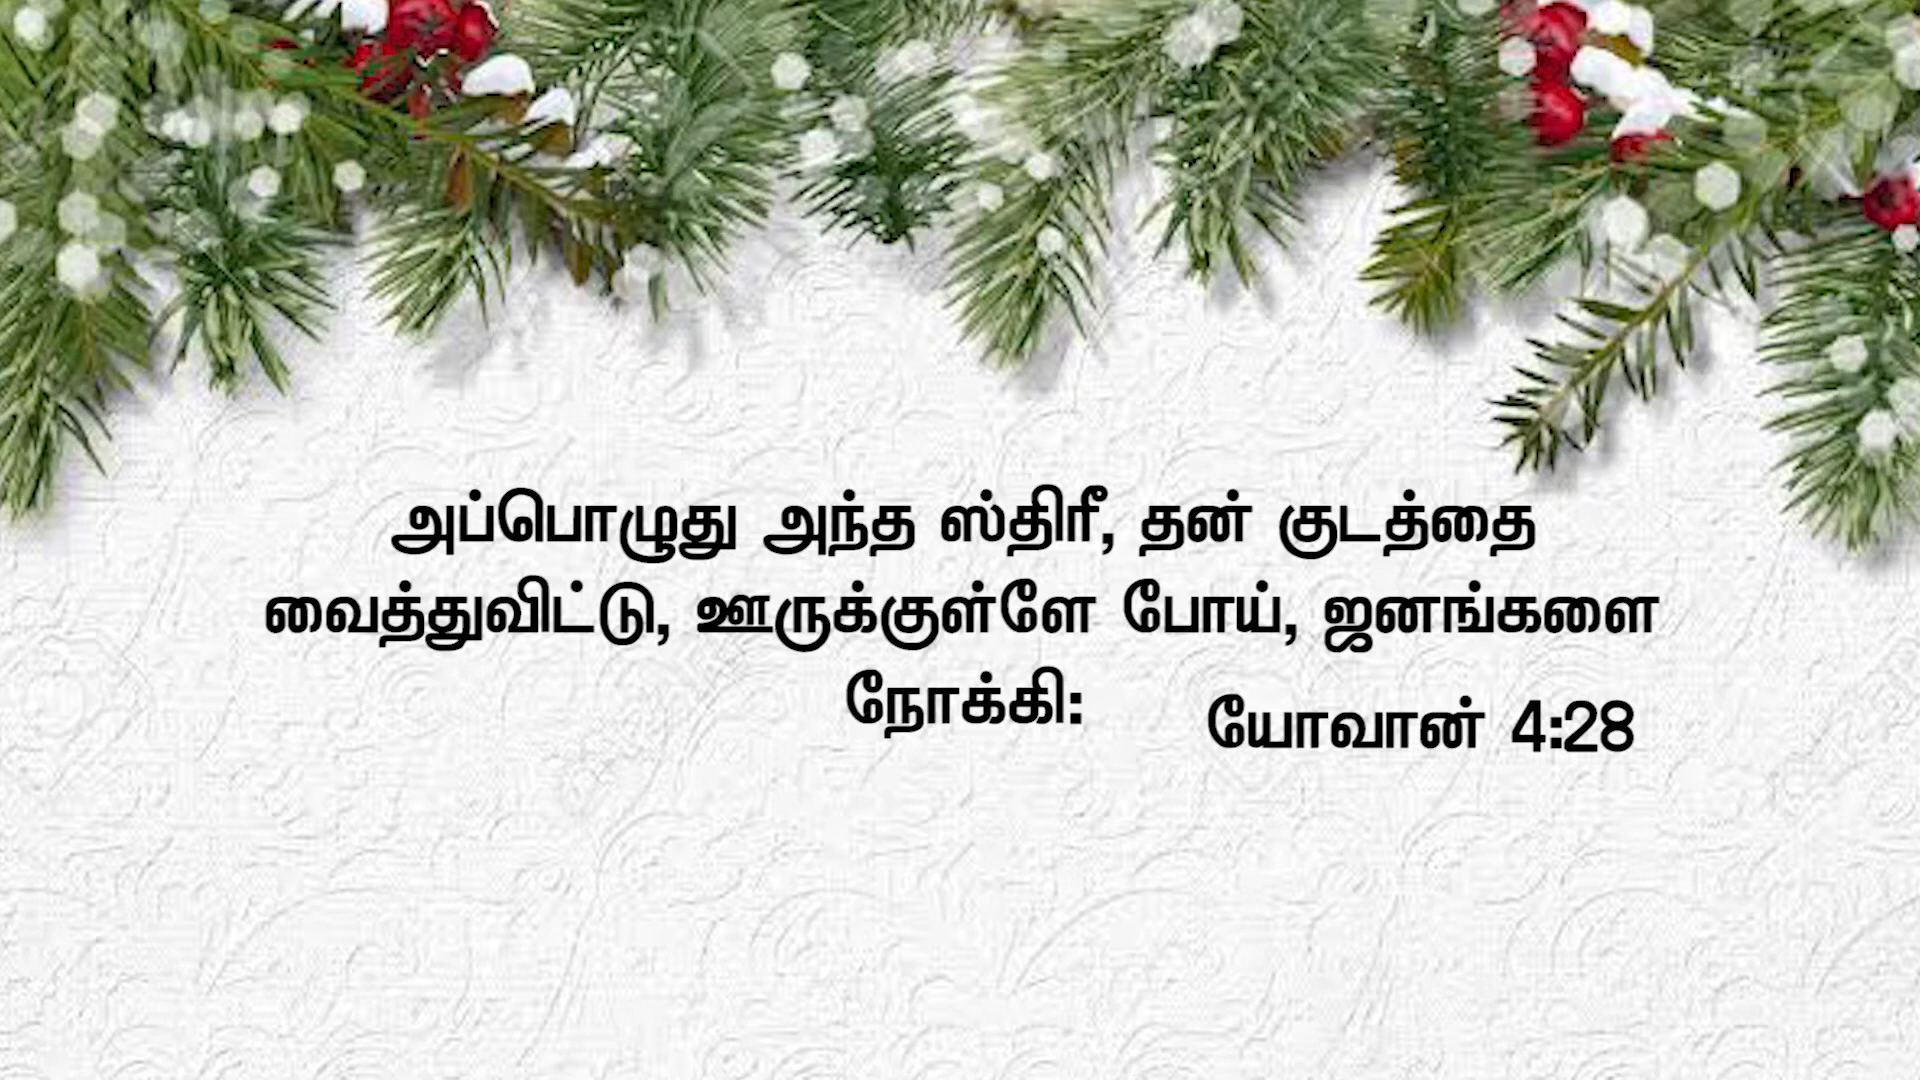 அப்பொழுது அந்த ஸ்திரீ, தன் குடத்தை
வைத்துவிட்டு, ஊருக்குள்ளே போய், ஜனங்களை
நோக்கி:
யோவான் 4:28